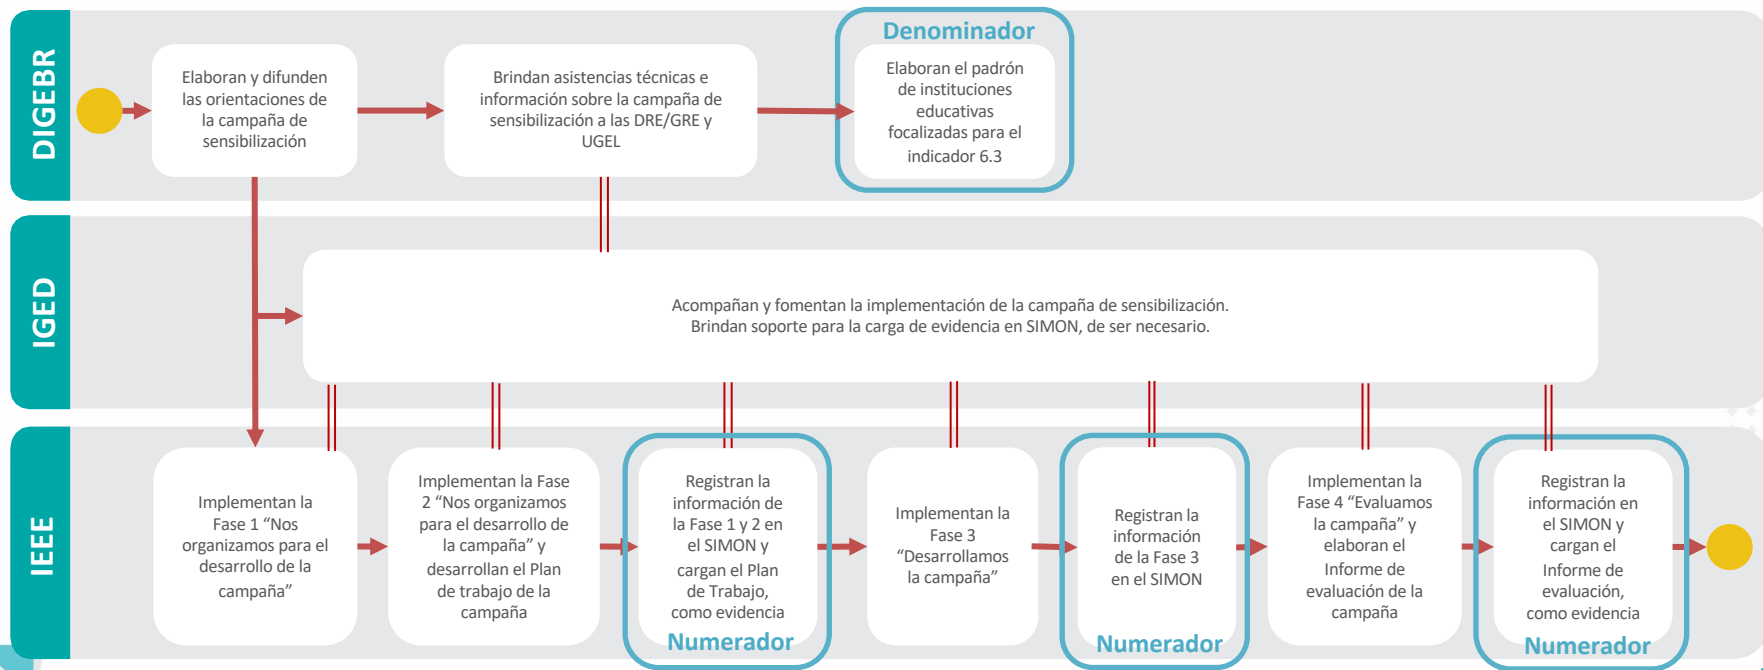 DIGEBR
Elaboran y difunden
las orientaciones de
la campaña de
sensibilización
Brindan asistencias técnicas e
información sobre la campaña de
sensibilización a las DRE/GRE y
UGEL
Denominador
Elaboran el padrón
de instituciones
educativas
focalizadas para el
indicador 6.3
IGED
Acompañan y fomentan la implementación de la campaña de sensibilización.
Brindan soporte para la carga de evidencia en SIMON, de ser necesario.
IEEE
Implementan la
Fase 1 “Nos
organizamos para el
desarrollo de la
campaña”
Implementan la Fase
2 “Nos organizamos
para el desarrollo de
la campaña” y
desarrollan el Plan
de trabajo de la
campaña
Registran la
información de
la Fase 1 y 2 en
el SIMON y
cargan el Plan
de Trabajo,
como evidencia
Numerador
Implementan la
Fase 3
“Desarrollamos
la campaña”
Registran la
información
de la Fase 3
en el SIMON
Numerador
Implementan la
Fase 4 “Evaluamos
la campaña” y
elaboran el
Informe de
evaluación de la
campaña
Registran la
información en
el SIMON y
cargan el
Informe de
evaluación,
como evidencia
Numerador